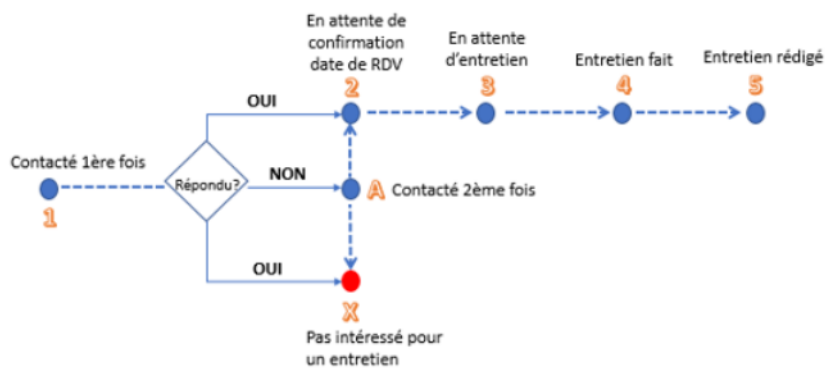 En attente de
confirmation
date de RDV
2
En attente
d'entretien
3
Entretien fait
4
Entretien rédigé
5
OUI
Contacté 1ère fois
1
Répondu?
NON
A
Contacté 2ème fois
OUI
X
Pas intéressé pour
un entretien